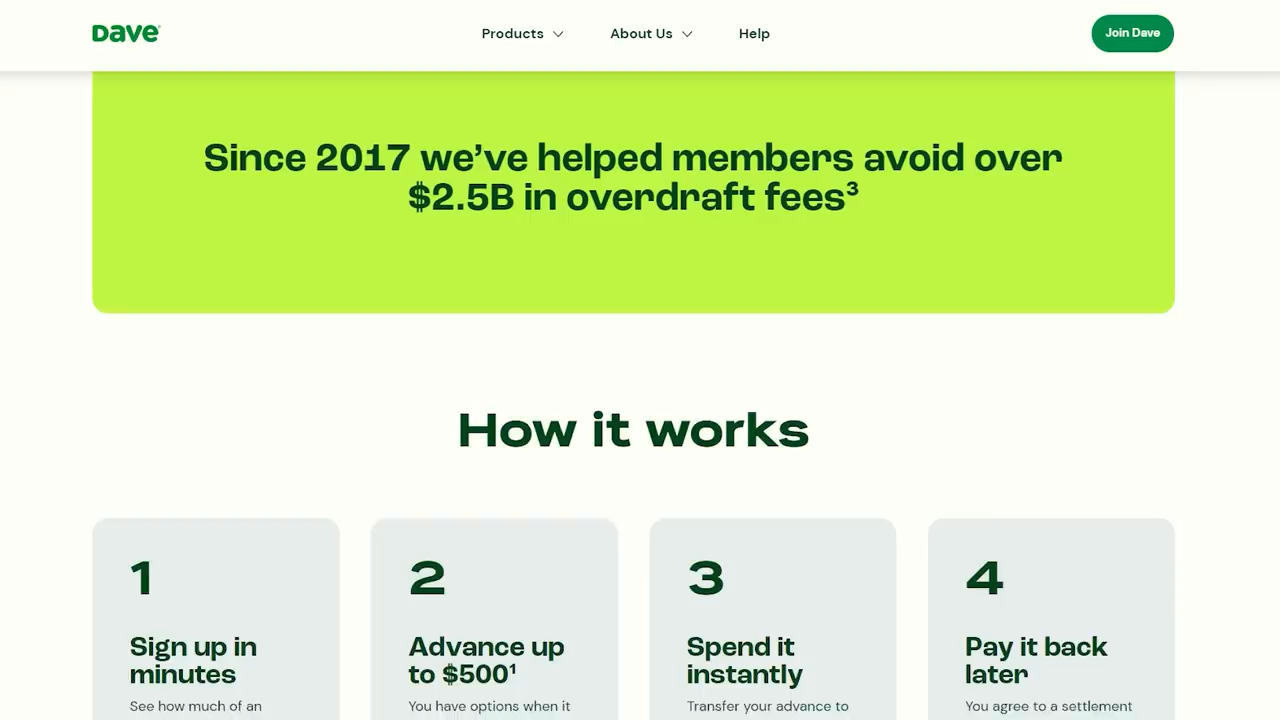 Dave
Products
About Us
Help
Join Dave
Since 2017 we’ve helped members avoid over
$2.5B in overdraft fees³
How it works
1
Sign up in
minutes
See how much of an
2
Advance up
to $500¹
You have options when it
3
Spend it
instantly
Transfer your advance to
4
Pay it back
later
You agree to a settlement